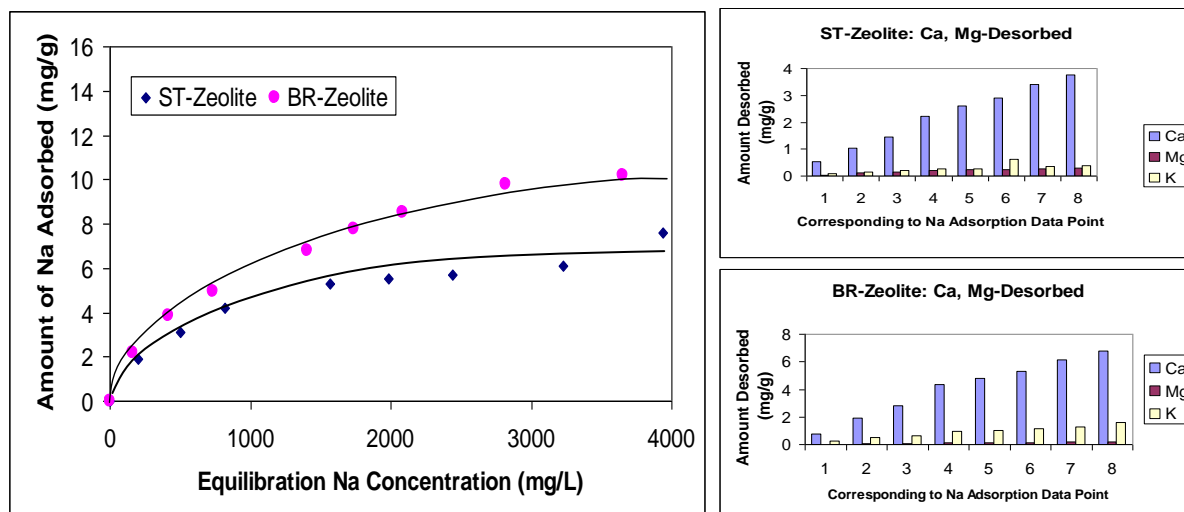 Amount of Na Adsorbed (mg/g)
16
14
12
10
8
6
4
2
0
ST-Zeolite BR-Zeolite
0 1000 2000 3000 4000
Equilibration Na Concentration (mg/L)
ST-Zeolite: Ca, Mg-Desorbed
Amount Desorbed
(mg/g)
4
3
2
1
0
1 2 3 4 5 6 7 8
Corresponding to Na Adsorption Data Point
Ca
Mg
K
BR-Zeolite: Ca, Mg-Desorbed
Amount Desorbed
(mg/g)
8
6
4
2
0
1 2 3 4 5 6 7 8
Corresponding to Na Adsorption Data Point
Ca
Mg
K